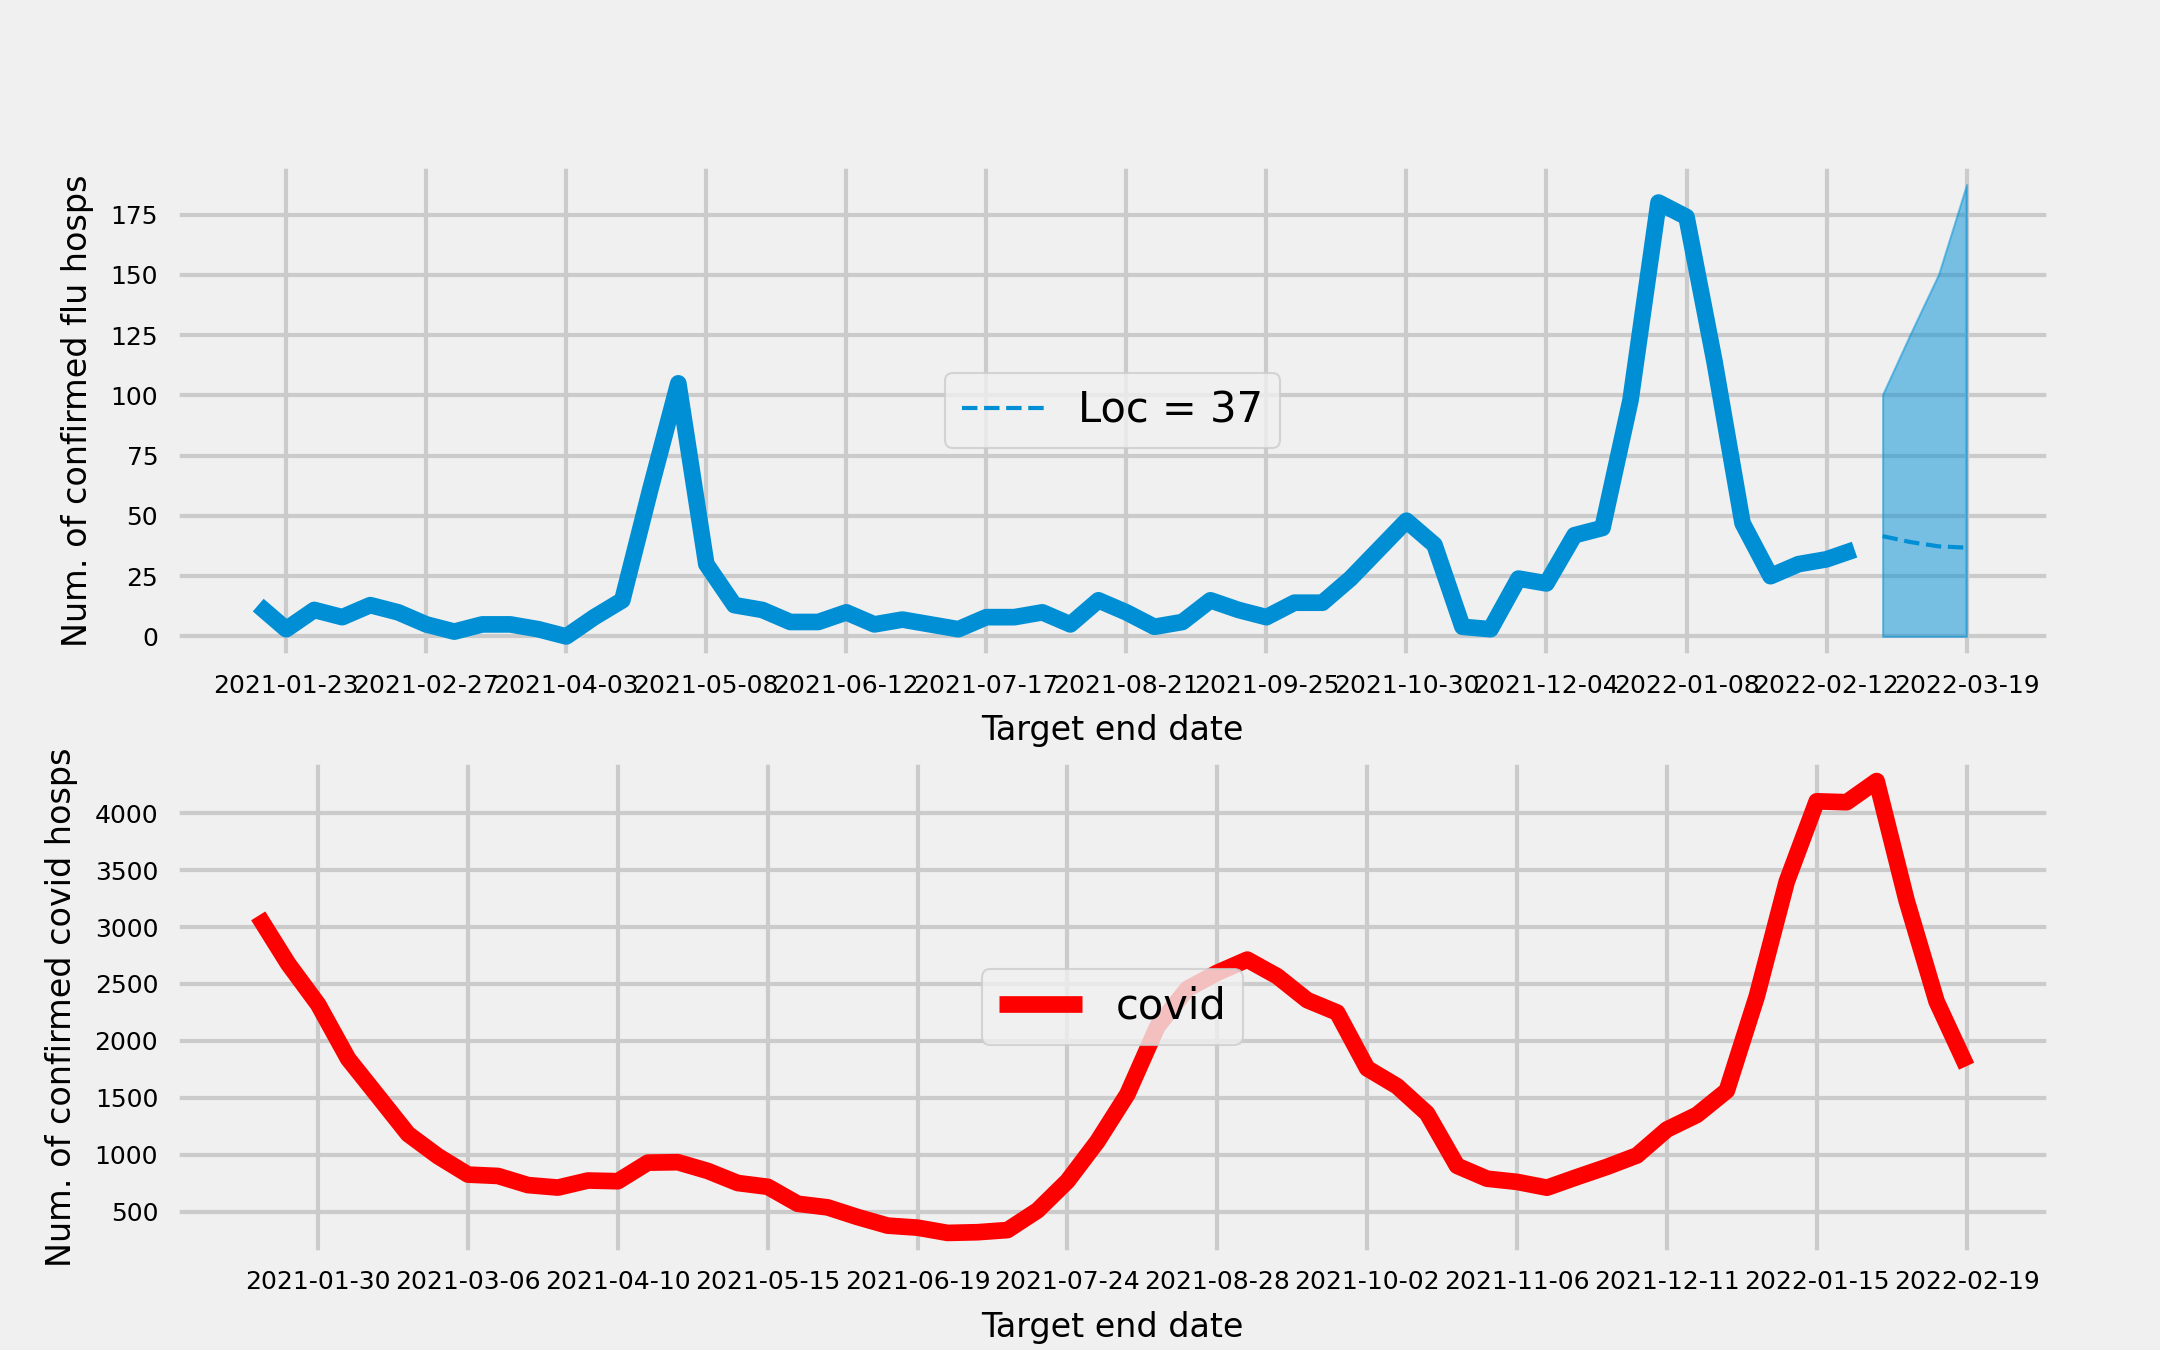 Num. of confirmed flu hosps
175
150
125
100
75
50
25
0
Loc = 37
2021-01-23 2021-02-27 2021-04-03 2021-05-08 2021-06-12 2021-07-17 2021-08-21 2021-09-25 2021-10-30 2021-12-04 2022-01-08 2022-02-12 2022-03-19
Target end date
Num. of confirmed covid hosps
4000
3500
3000
2500
2000
1500
1000
500
covid
2021-01-30 2021-03-06 2021-04-10 2021-05-15 2021-06-19 2021-07-24 2021-08-28 2021-10-02 2021-11-06 2021-12-11 2022-01-15 2022-02-19
Target end date